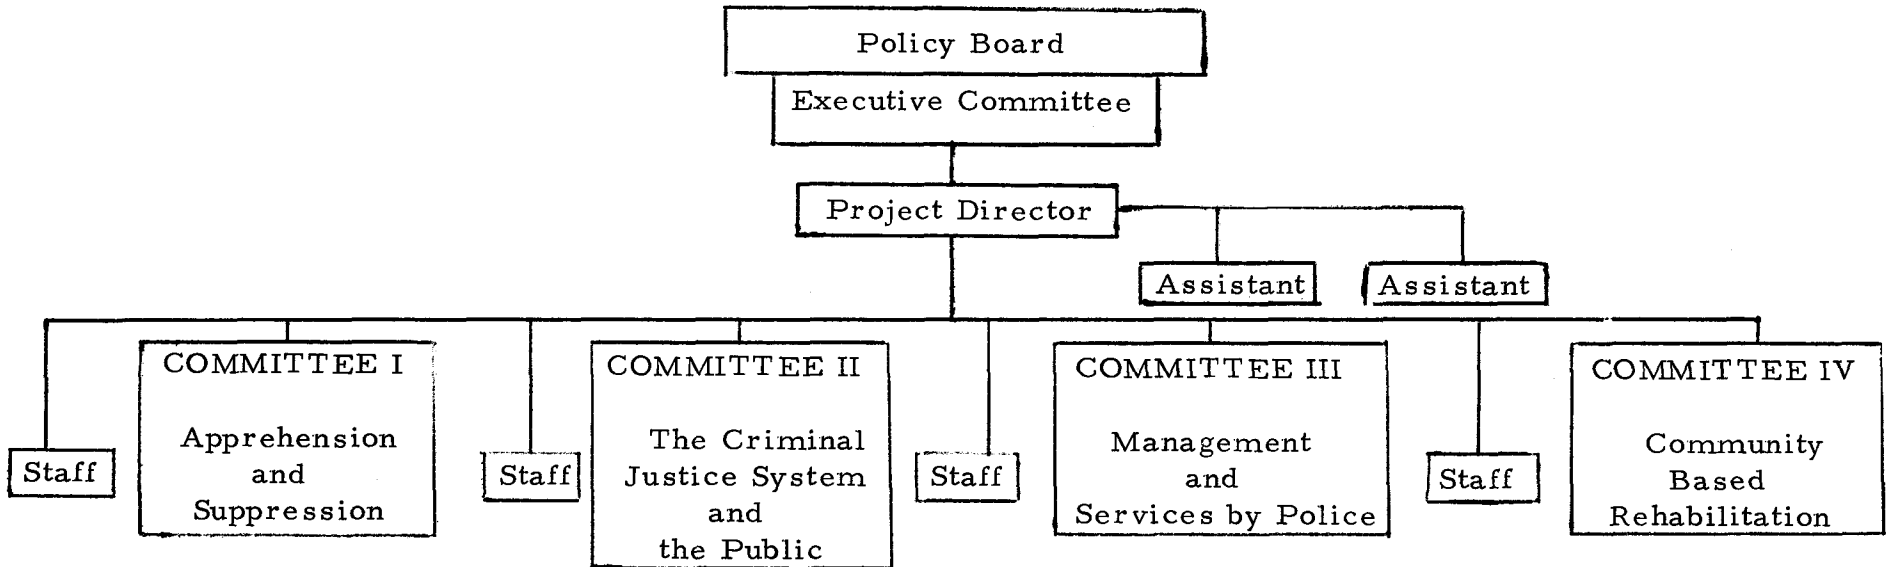 Policy Board
Executive Committee
Project Director
Assistant
Assistant
Staff
COMMITTEE I
Apprehension
and
Suppression
Staff
COMMITTEE II
The Criminal
Justice System
and
the Public
Staff
COMMITTEE III
Management
and
Services by Police
Staff
COMMITTEE IV
Community
Based
Rehabilitation